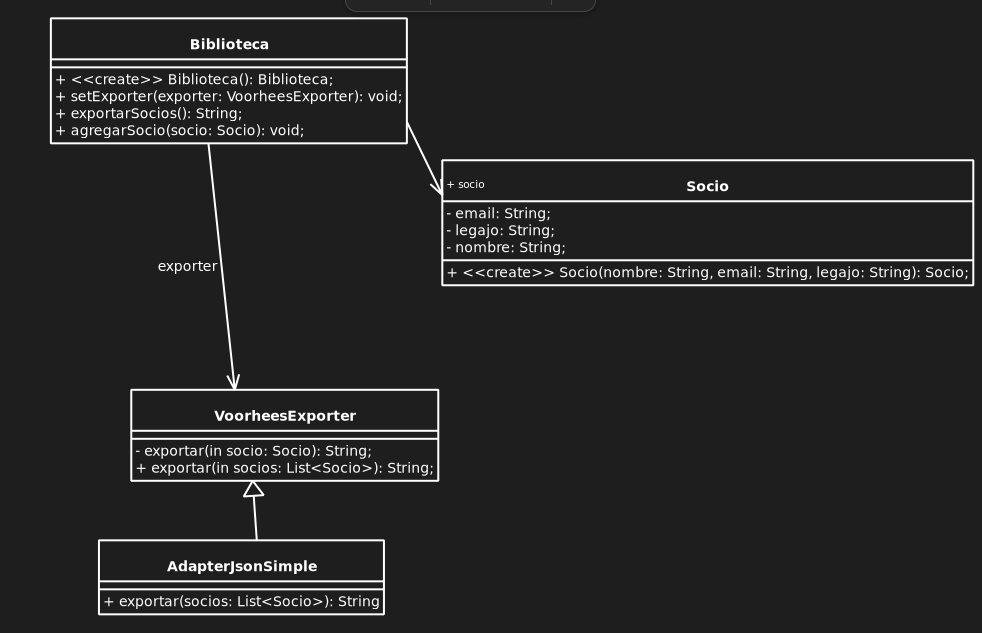 Biblioteca
+ <<create>> Biblioteca(): Biblioteca;
+ setExporter(exporter: VoorheesExporter): void;
+ exportarSocios(): String;
+ agregarSocio(socio: Socio): void;
+ socio
Socio
- email: String;
- legajo: String;
- nombre: String;
+ <<create>> Socio(nombre: String, email: String, legajo: String): Socio;
exporter
VoorheesExporter
- exportar(in socio: Socio): String;
+ exportar(in socios: List<Socio>): String;
AdapterJsonSimple
+ exportar(socios: List<Socio>): String